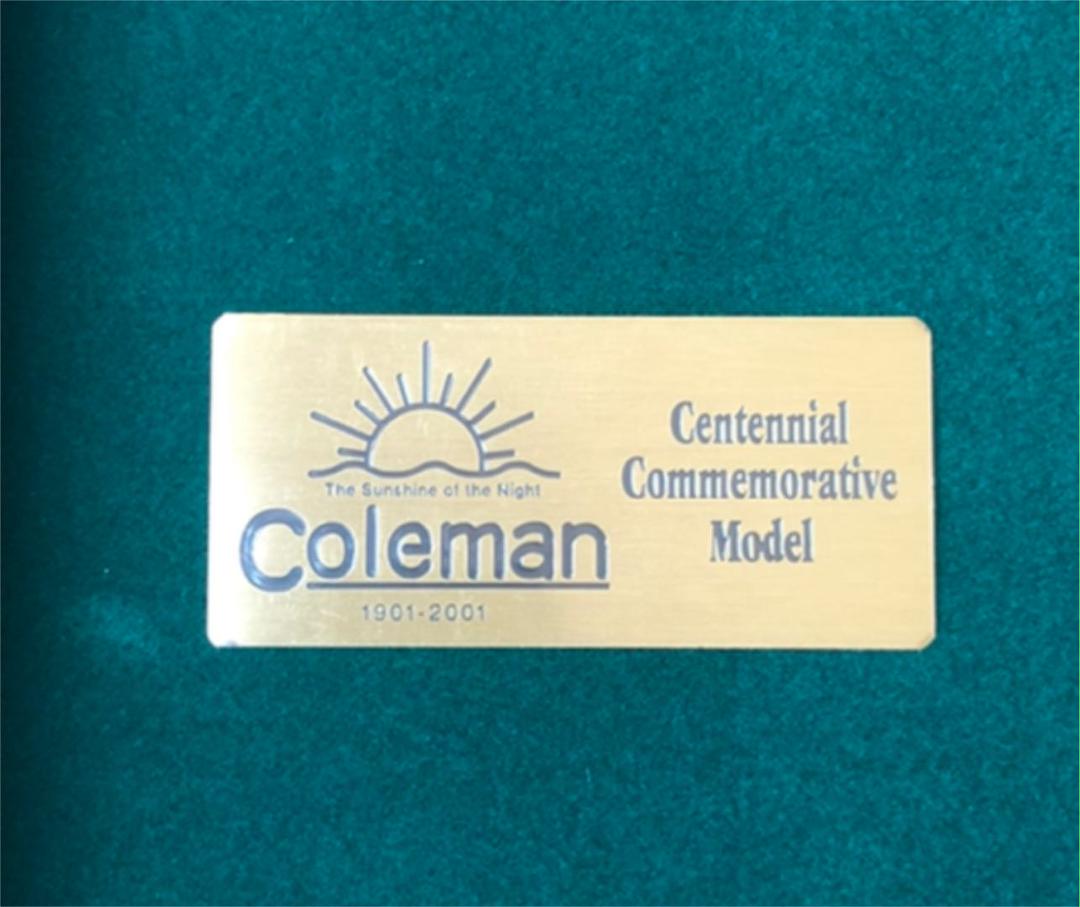 The Sunshine of the Night
Coleman
1901-2001
Centennial
Commemorative
Model